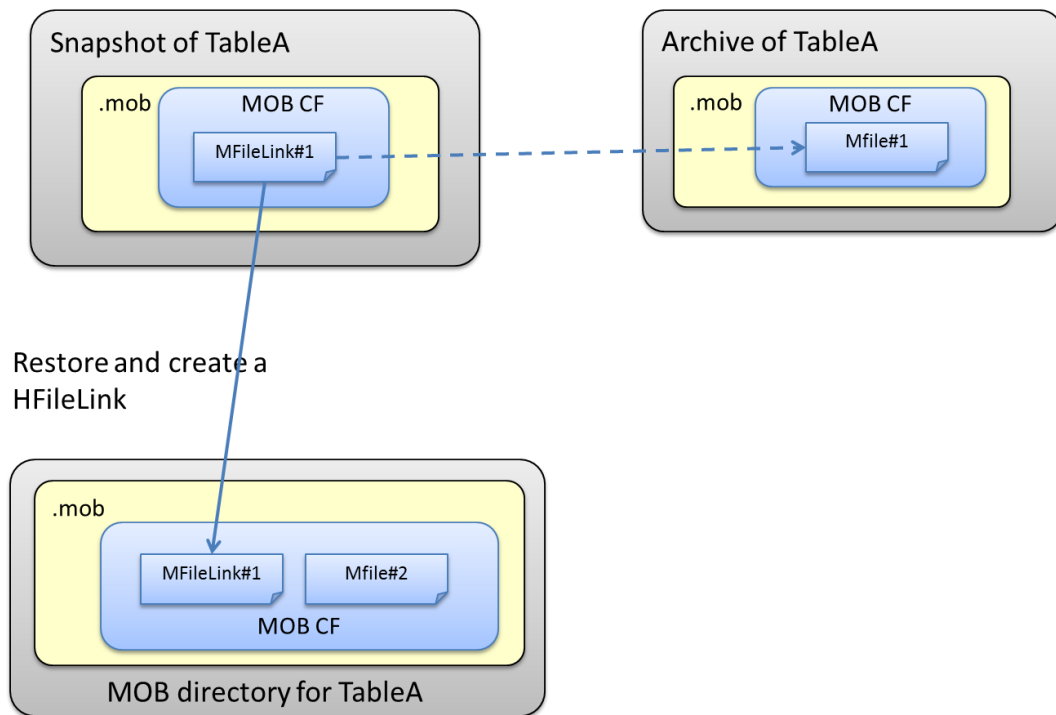 Snapshot of TableA
.mob
MOB CF
MFileLink#1
Archive of TableA
.mob
MOB CF
Mfile#1
Restore and create a
HFileLink
.mob
MFileLink#1
Mfile#2
MOB CF
MOB directory for TableA